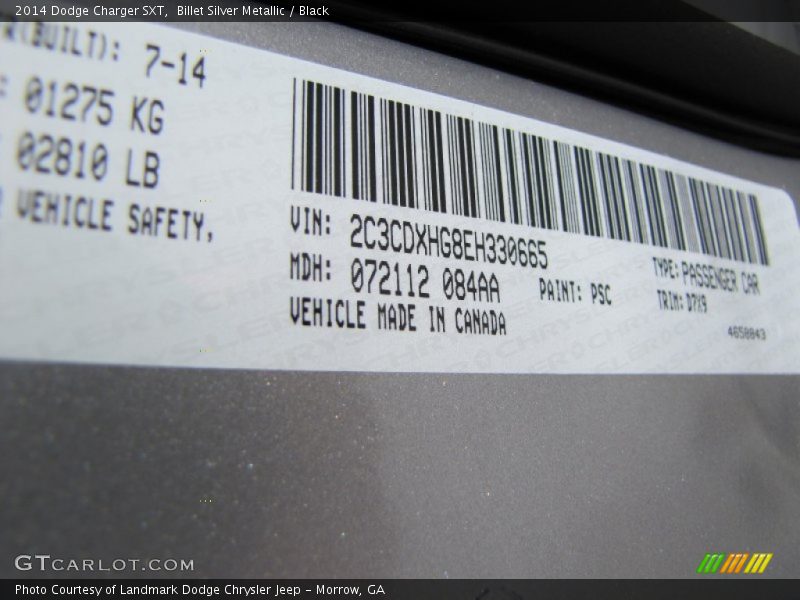 2014 Dodge Charger SXT, Billet Silver Metallic / Black
(BUILT): 7-14
01275 KG
02810 LB
VEHICLE SAFETY,
VIN: 2C3CDXHG8EH330665
MDH: 072112 084AA
PAINT: PSC
VEHICLE MADE IN CANADA
TYPE: PASSENGER CAR
TRIM: D7X9
4650043
GTCARLOT.COM
Photo Courtesy of Landmark Dodge Chrysler Jeep – Morrow, GA